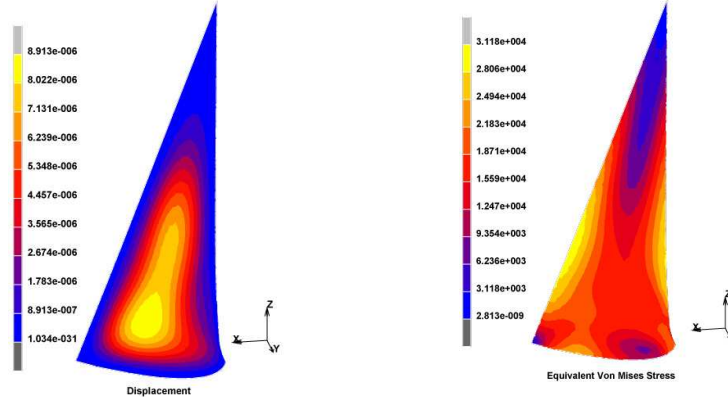 8.913e-006
8.022e-006
7.131e-006
6.239e-006
5.348e-006
4.457e-006
3.565e-006
2.674e-006
1.783e-006
8.913e-007
1.034e-031
Z
X
Y
Displacement
3.118e+004
2.806e+004
2.494e+004
2.183e+004
1.871e+004
1.559e+004
1.247e+004
9.354e+003
6.236e+003
3.118e+003
2.813e-009
Z
X
Equivalent Von Mises Stress